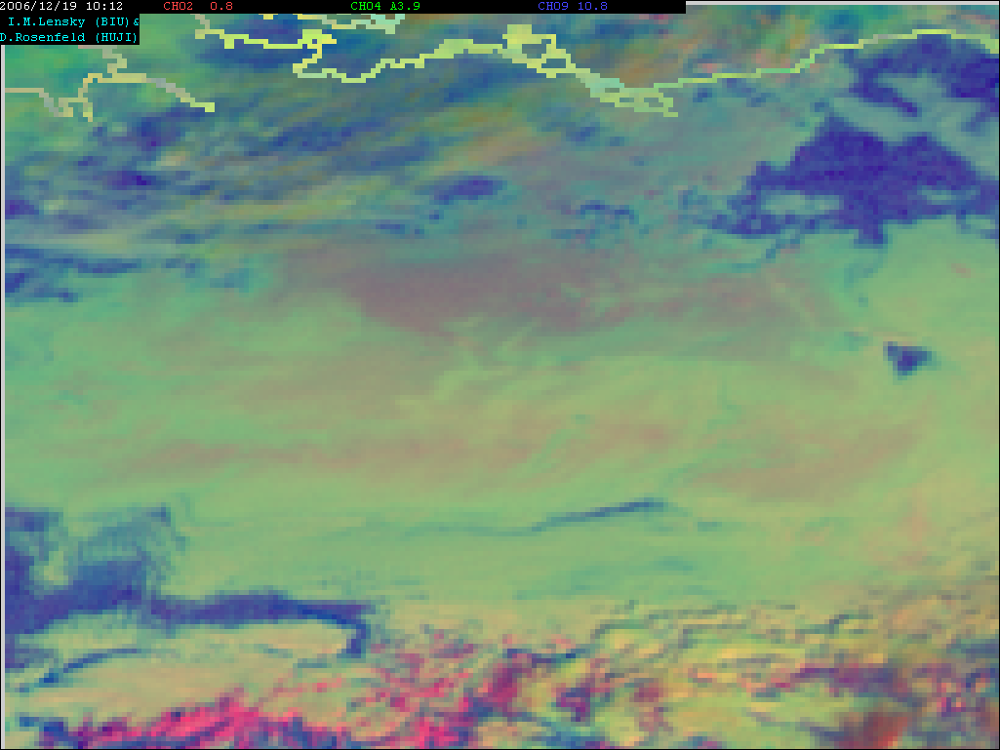 2006/12/19 10:12 CH02 0.8 CH04 A3.9 CH09 10.8
I.M.Lensky (BIU)&
D.Rosenfeld (HUJI)